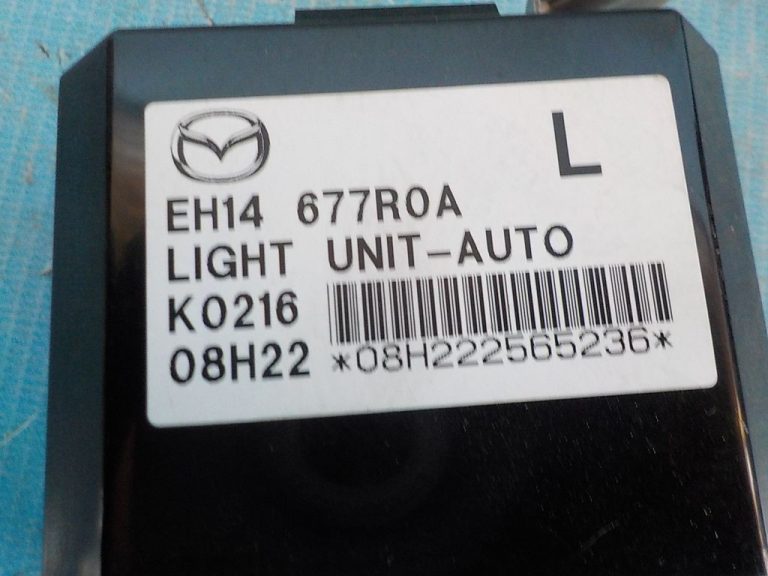 L
EH14 677R0A
LIGHT UNIT-AUTO
K0216
08H22 *08H222565236*